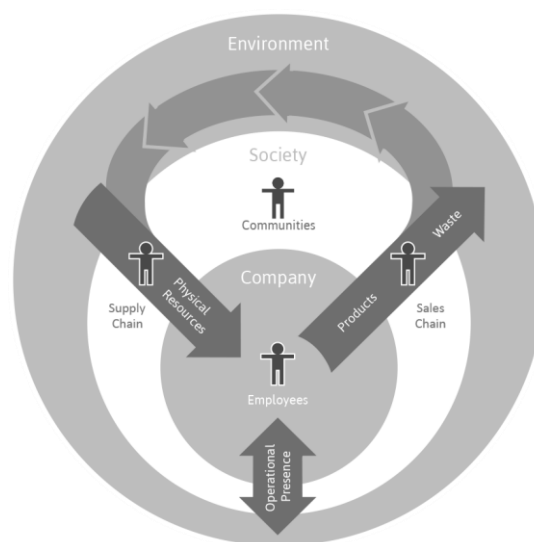 Environment
Society
Communities
Company
Supply
Chain
Physical
Resources
Products
Waste
Sales
Chain
Employees
Operational
Presence